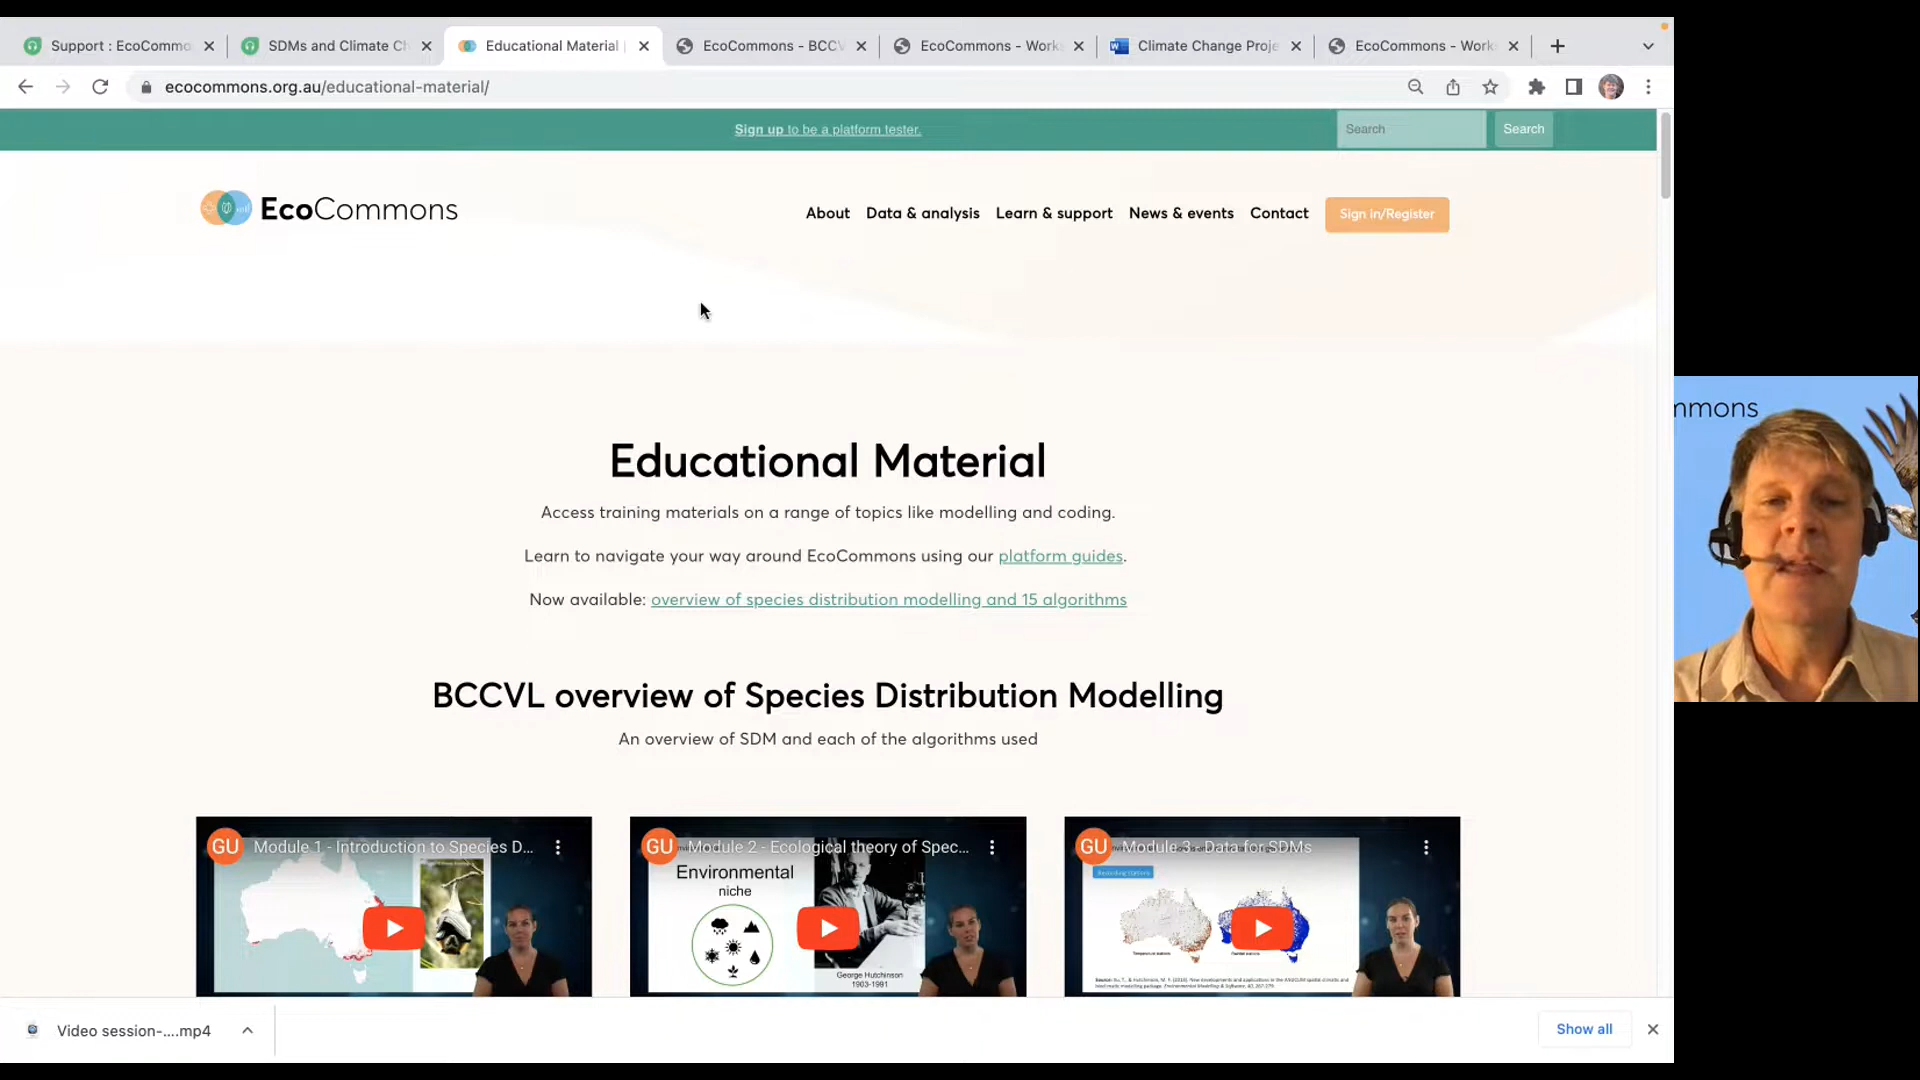 Support : EcoCommo
SDMs and Climate Ch
Educational Material
EcoCommons - BCCV
EcoCommons - Works
Climate Change Proje
EcoCommons - Works
ecocommons.org.au/educational-material/
Sign up to be a platform tester.
Search
Search
EcoCommons
About
Data & analysis
Learn & support
News & events
Contact
Sign in/Register
mmons
Educational Material
Access training materials on a range of topics like modelling and coding.
Learn to navigate your way around EcoCommons using our platform guides.
Now available: overview of species distribution modelling and 15 algorithms
BCCVL overview of Species Distribution Modelling
An overview of SDM and each of the algorithms used
GU Module 1 - Introduction to Species D...
GU Module 2 - Ecological theory of Spec...
Environmental
niche
George Hutchinson
1903-1991
GU Module 3 - Data for SDMs
Video session-....mp4
Show all